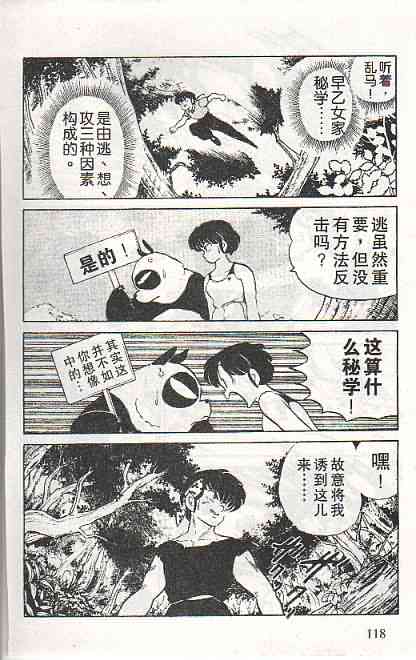 听着，
乱马！
早乙女家
秘学……
是由逃、想、
攻三种因素
构成的。
逃虽然重
要，但没
有方法反
击吗？
是的！
这算什
么秘学！
其实这
并不如
你想像
中的…
嘿！
故意将我
诱到这儿
来……
118